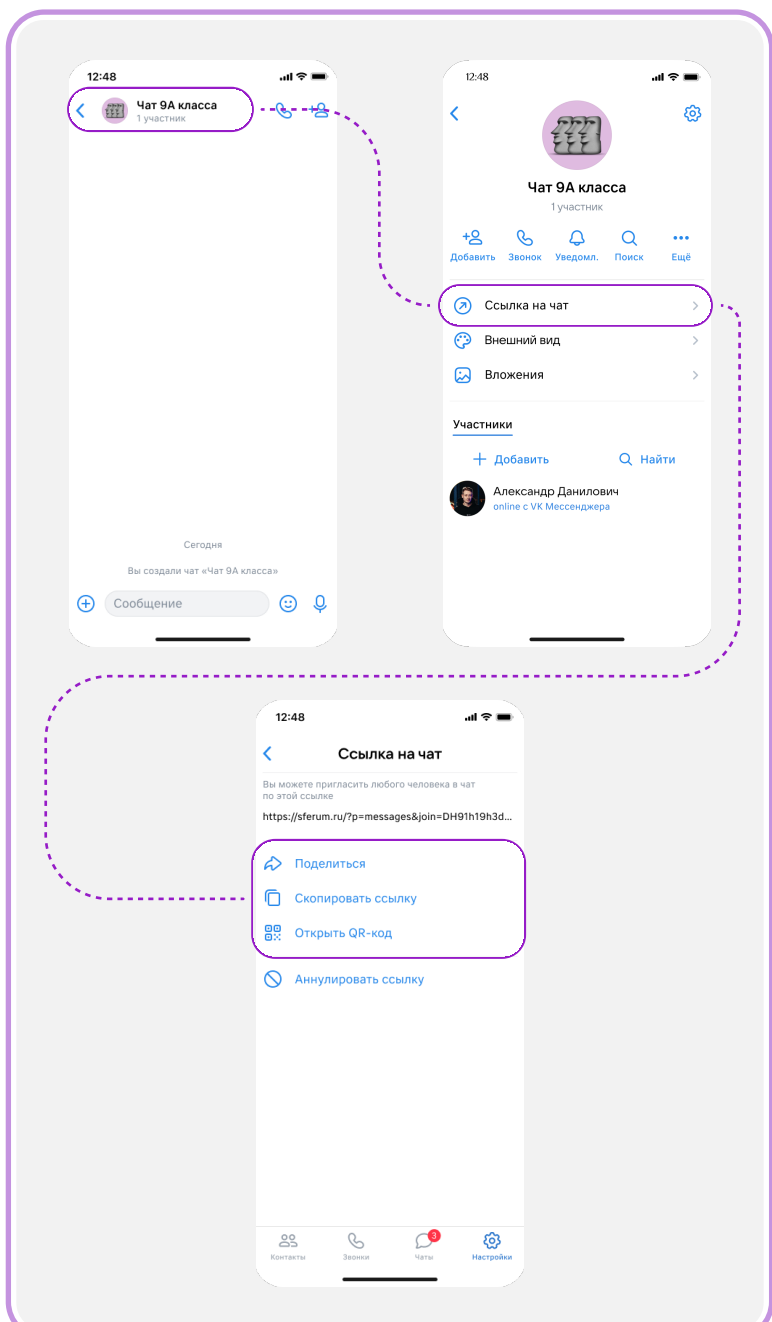 12:48
Чат 9А класса
1 участник
Сегодня
Вы создали чат «Чат 9А класса»
Сообщение
12:48
Чат 9А класса
1 участник
Добавить
Звонок
Уведомл.
Поиск
Ещё
Ссылка на чат
Внешний вид
Вложения
Участники
Добавить
Найти
Александр Данилович
online с VK Мессенджера
12:48
Ссылка на чат
Вы можете пригласить любого человека в чат
по этой ссылке
https://sferum.ru/?p=messages&join=DH91h19h3d...
Поделиться
Скопировать ссылку
Открыть QR-код
Аннулировать ссылку
3
Контакты
Звонки
Чаты
Настройки